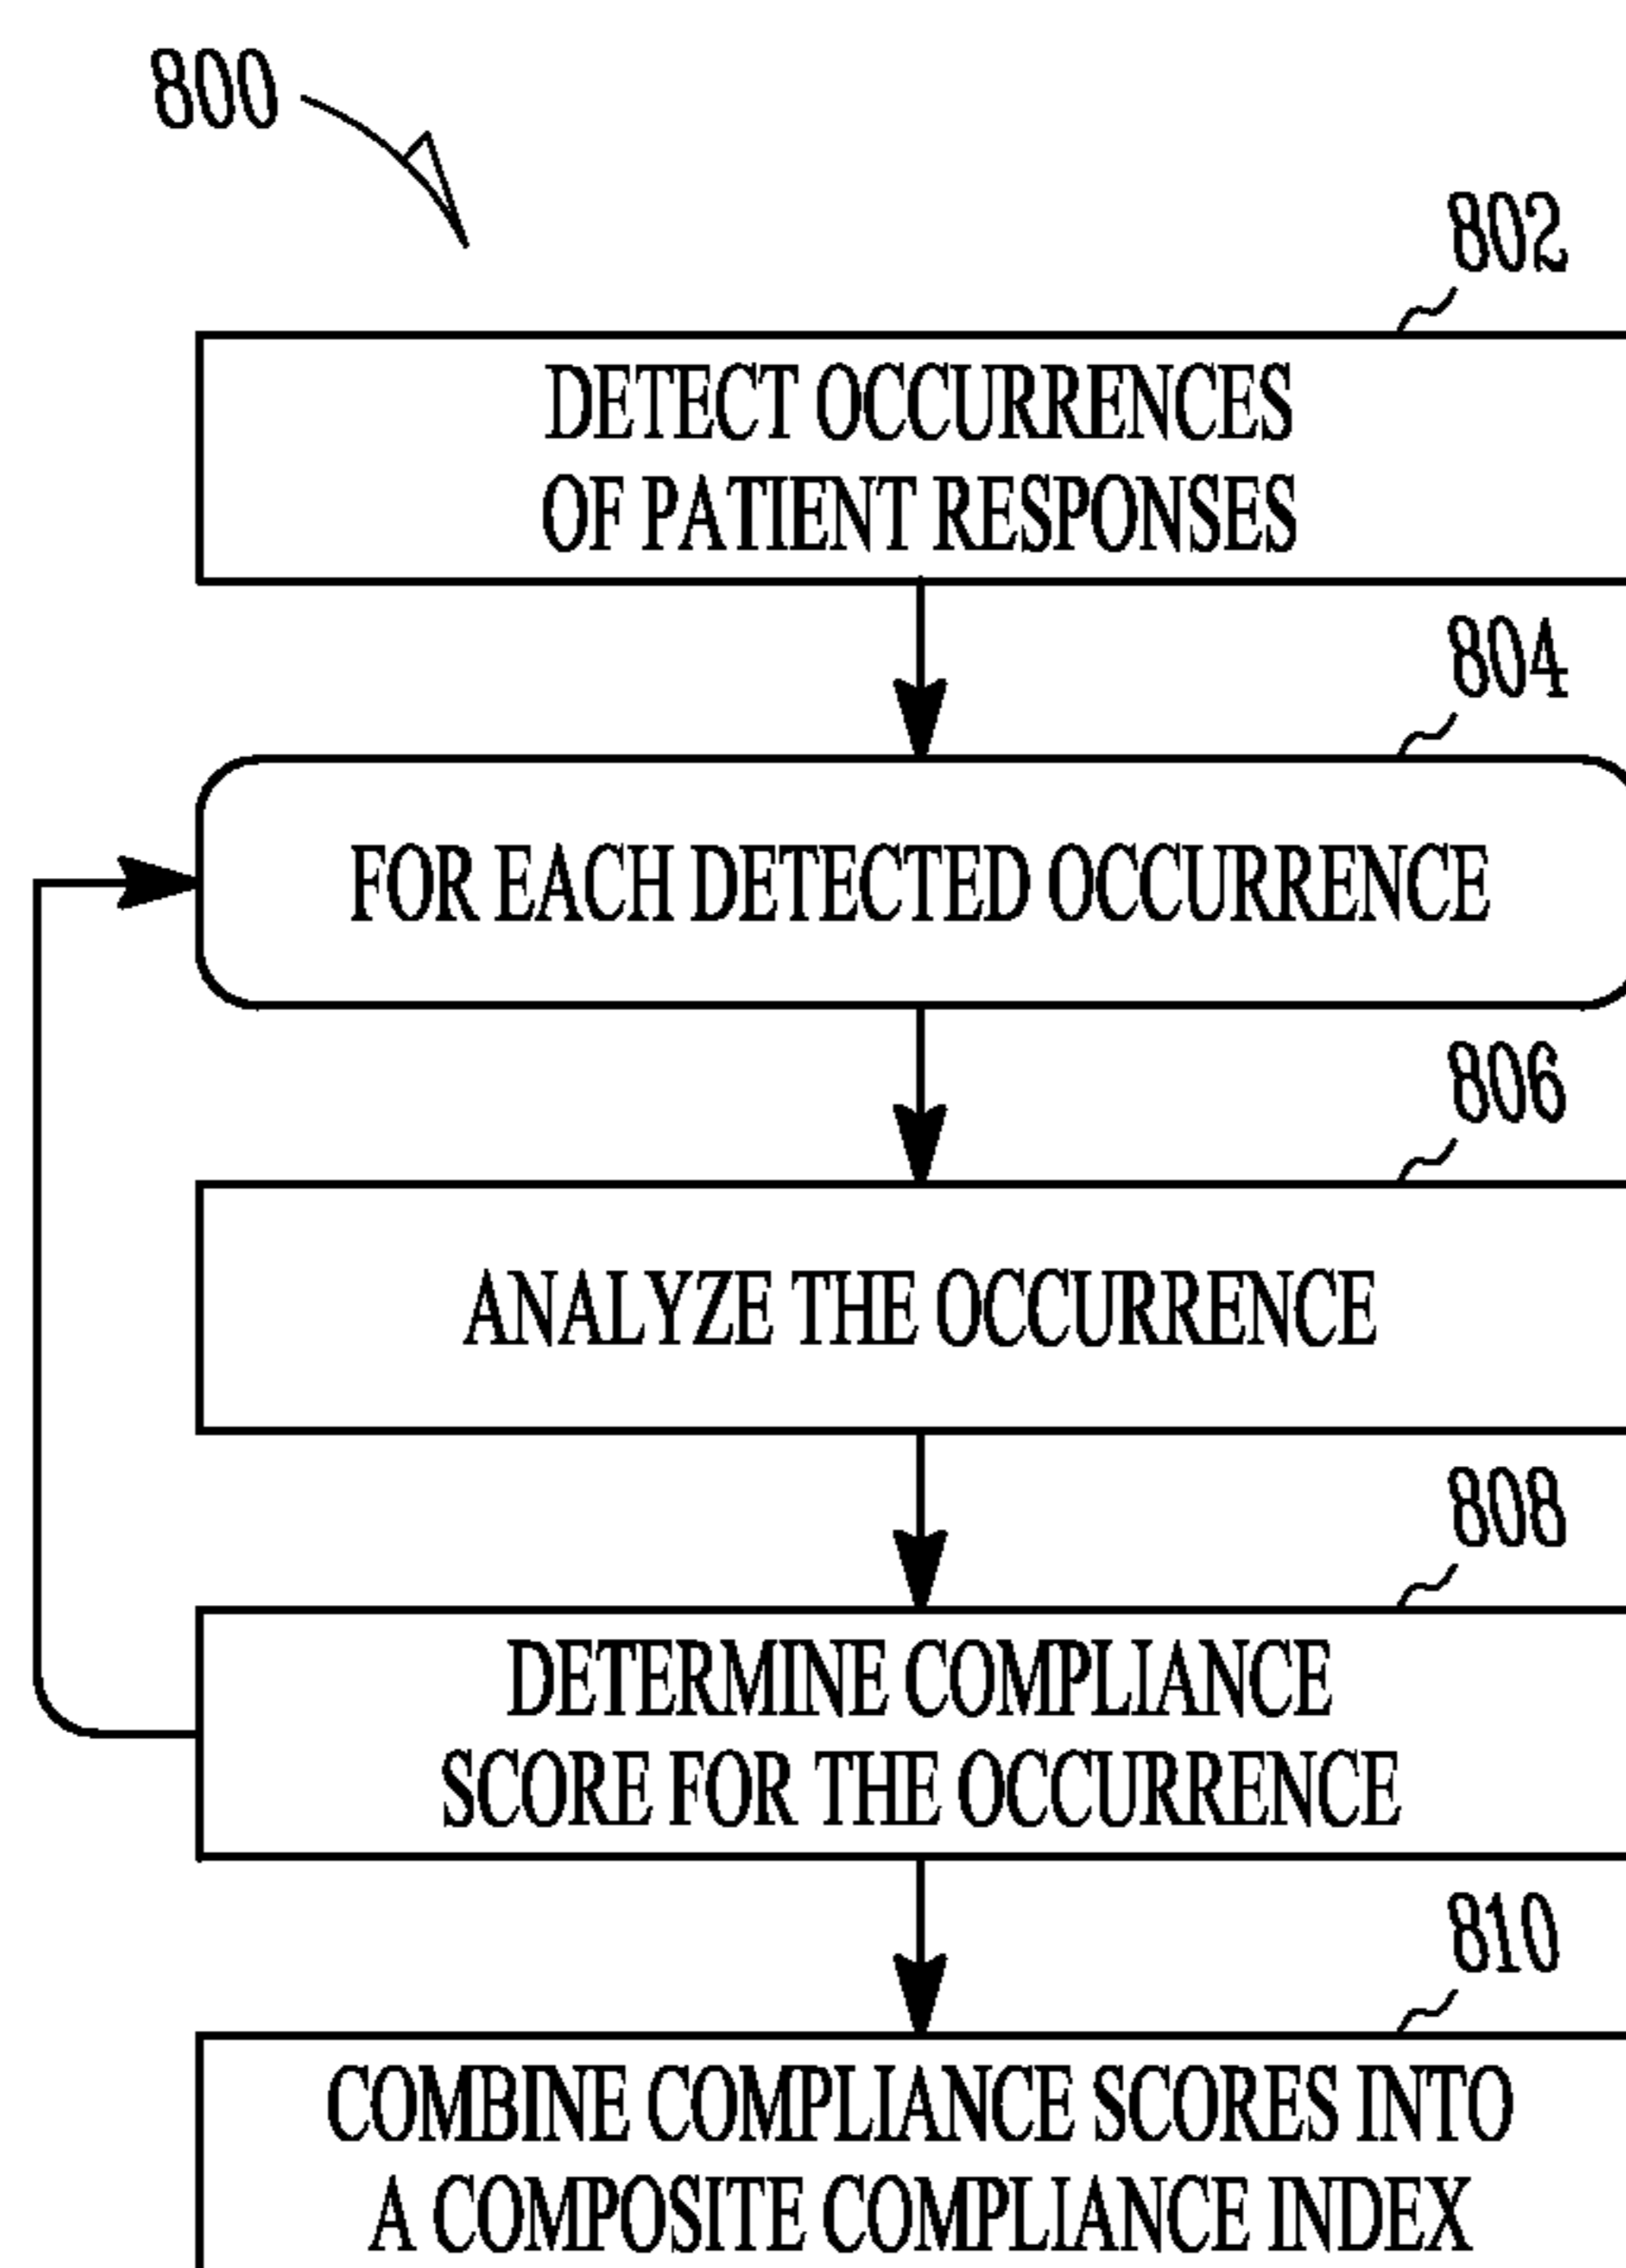 800
802
DETECT OCCURRENCES
OF PATIENT RESPONSES
804
FOR EACH DETECTED OCCURRENCE
806
ANALYZE THE OCCURRENCE
808
DETERMINE COMPLIANCE
SCORE FOR THE OCCURRENCE
810
COMBINE COMPLIANCE SCORES INTO
A COMPOSITE COMPLIANCE INDEX